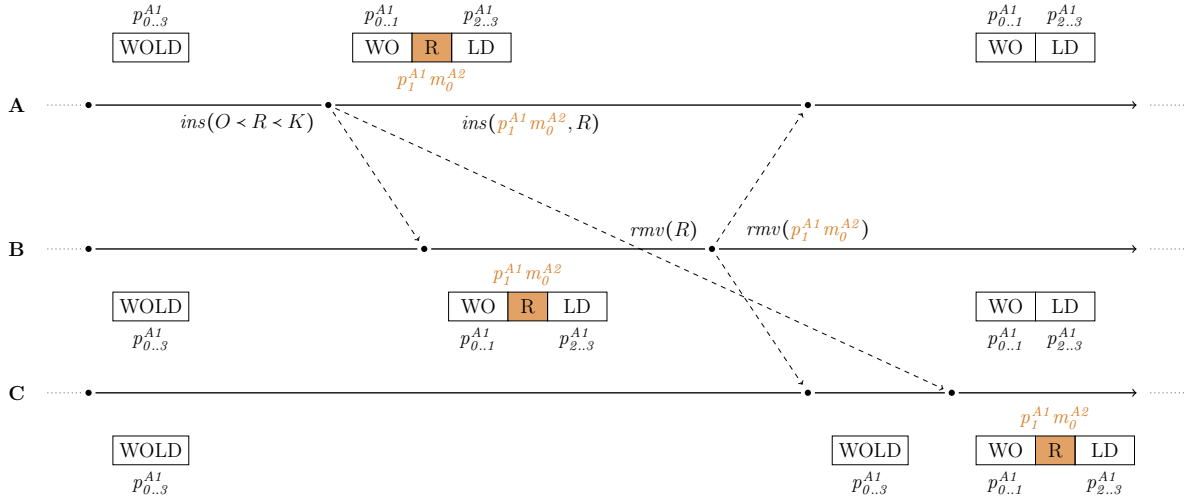 p_{0..3}^{A1} p_{0..1}^{A1} p_{2..3}^{A1} p_{0..1}^{A1} p_{2..3}^{A1}
WOLD WO R LD WO LD
p_1^{A1} m_0^{A2}
A
ins(O < R < K) ins(p_1^{A1} m_0^{A2}, R)
rmv(R) rmv(p_1^{A1} m_0^{A2})
B
p_1^{A1} m_0^{A2}
WOLD WO R LD WO LD
p_{0..3}^{A1} p_{0..1}^{A1} p_{2..3}^{A1} p_{0..1}^{A1} p_{2..3}^{A1}
C
p_1^{A1} m_0^{A2}
WOLD WOLD WO R LD
p_{0..3}^{A1} p_{0..3}^{A1} p_{0..1}^{A1} p_{2..3}^{A1}